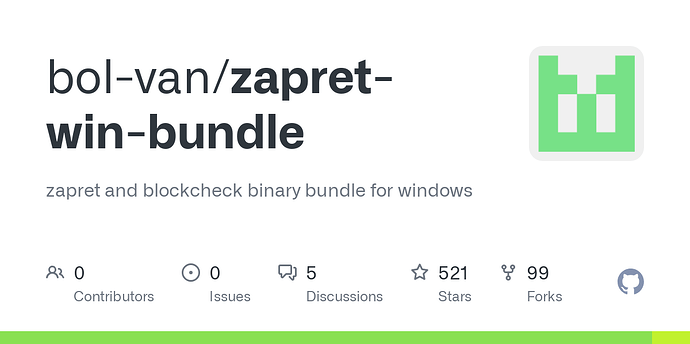 bol-van/zapret-
win-bundle
zapret and blockcheck binary bundle for windows
0
Contributors
0
Issues
5
Discussions
521
Stars
99
Forks